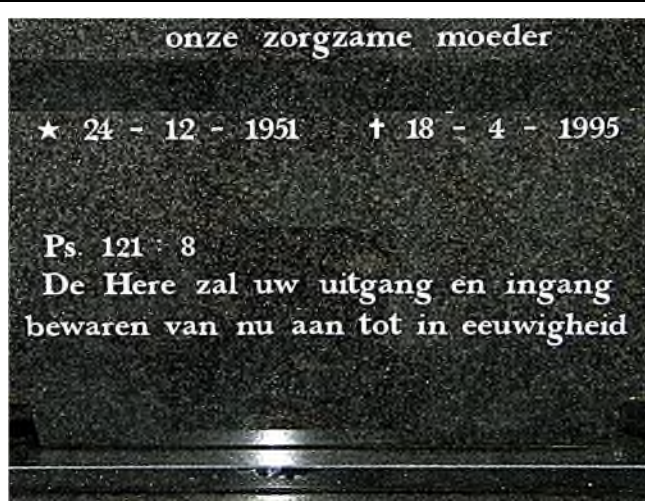 onze zorgzame moeder
★ 24 - 12 - 1951 ✝ 18 - 4 - 1995
Ps. 121 : 8
De Here zal uw uitgang en ingang
bewaren van nu aan tot in eeuwigheid